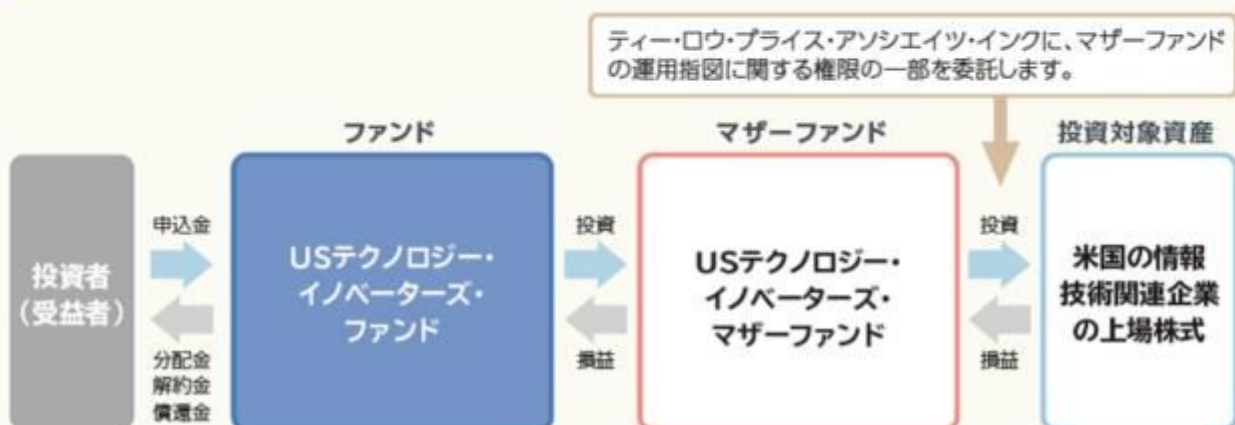 ティー・ロウ・プライス・アソシエイツ・インクに、マザーファンド
の運用指図に関する権限の一部を委託します。
ファンド
マザーファンド
投資対象資産
投資者
（受益者）
申込金
分配金
解約金
償還金
USテクノロジー・
イノベーターズ・
ファンド
投資
損益
USテクノロジー・
イノベーターズ・
マザーファンド
投資
損益
米国の情報
技術関連企業
の上場株式